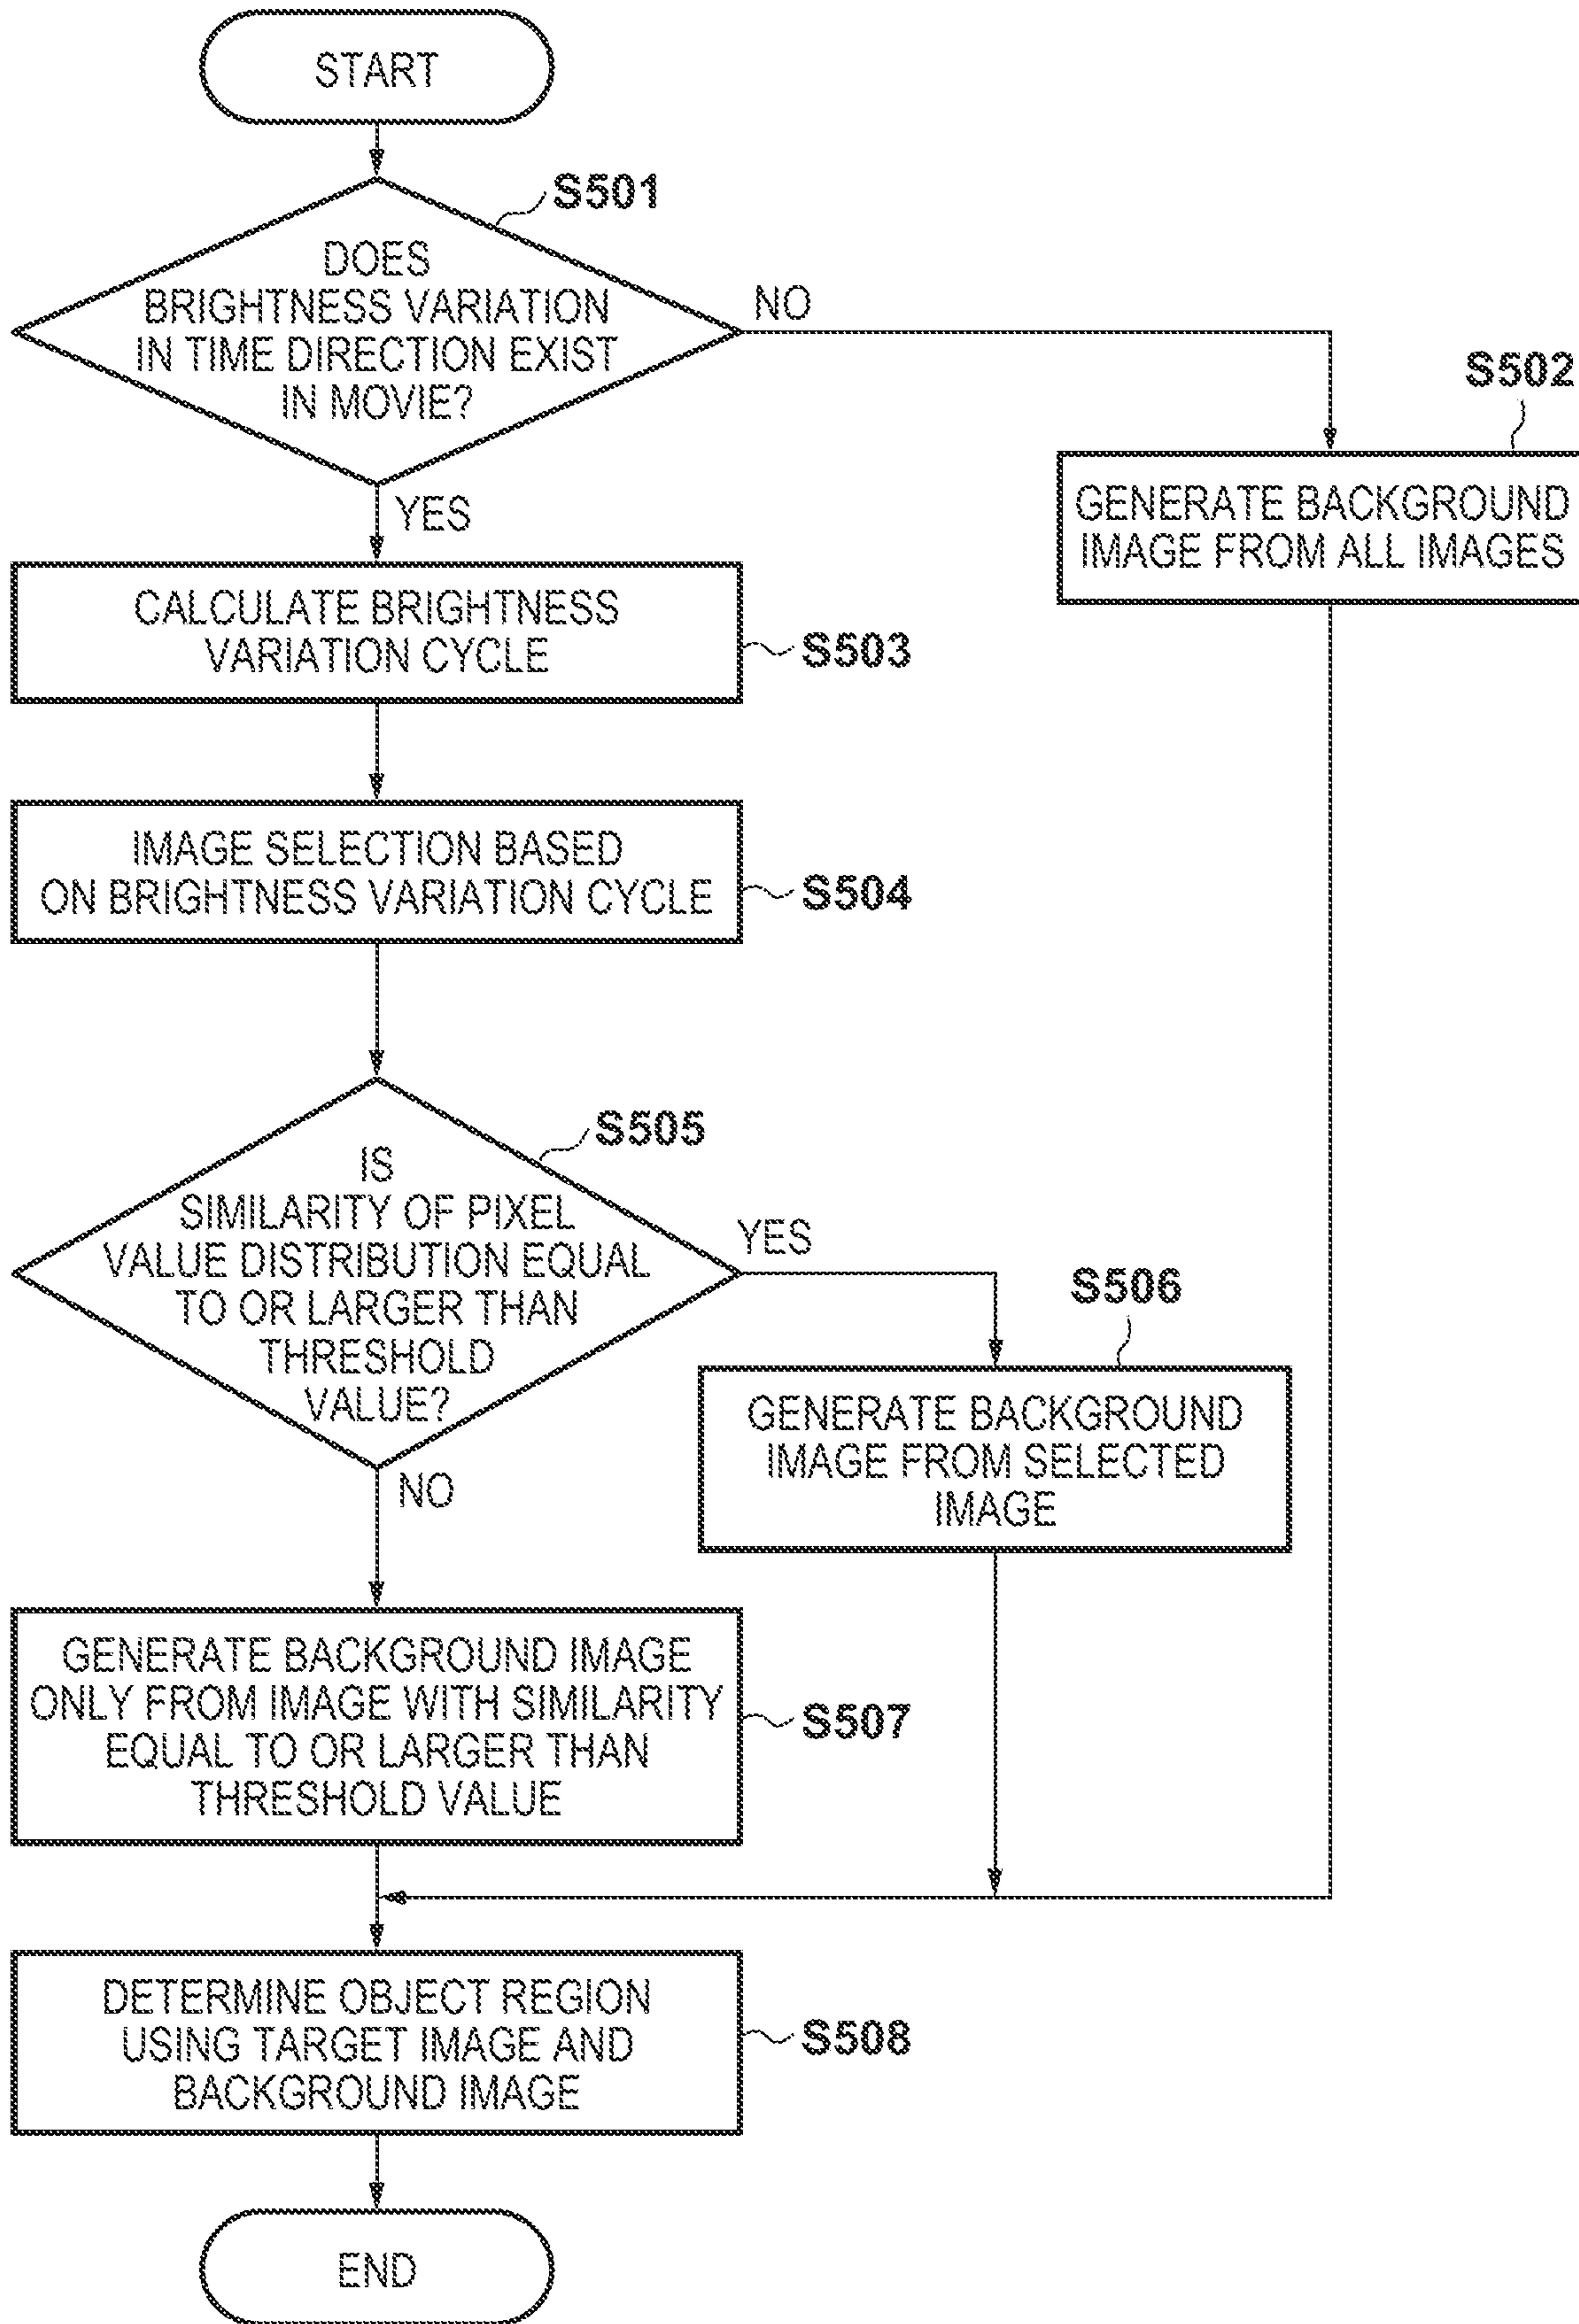 START
S501
DOES
BRIGHTNESS VARIATION
IN TIME DIRECTION EXIST
IN MOVIE?
NO
YES
S502
GENERATE BACKGROUND
IMAGE FROM ALL IMAGES
CALCULATE BRIGHTNESS
VARIATION CYCLE
S503
IMAGE SELECTION BASED
ON BRIGHTNESS VARIATION CYCLE
S504
S505
IS
SIMILARITY OF PIXEL
VALUE DISTRIBUTION EQUAL
TO OR LARGER THAN
THRESHOLD
VALUE?
YES
NO
S506
GENERATE BACKGROUND
IMAGE FROM SELECTED
IMAGE
GENERATE BACKGROUND IMAGE
ONLY FROM IMAGE WITH SIMILARITY
EQUAL TO OR LARGER THAN
THRESHOLD VALUE
S507
DETERMINE OBJECT REGION
USING TARGET IMAGE AND
BACKGROUND IMAGE
S508
END